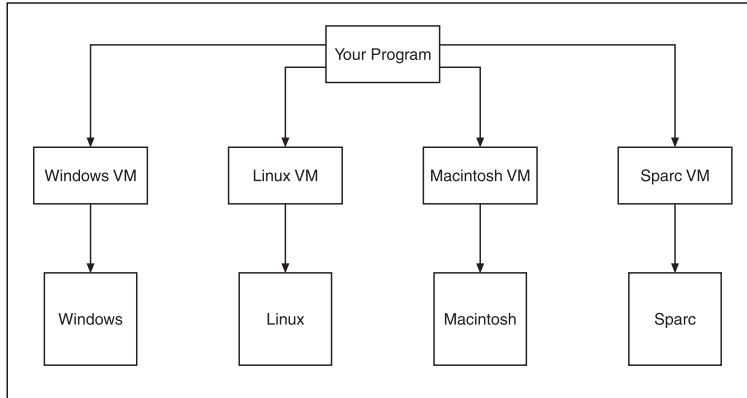 Your Program
Windows VM
Linux VM
Macintosh VM
Sparc VM
Windows
Linux
Macintosh
Sparc